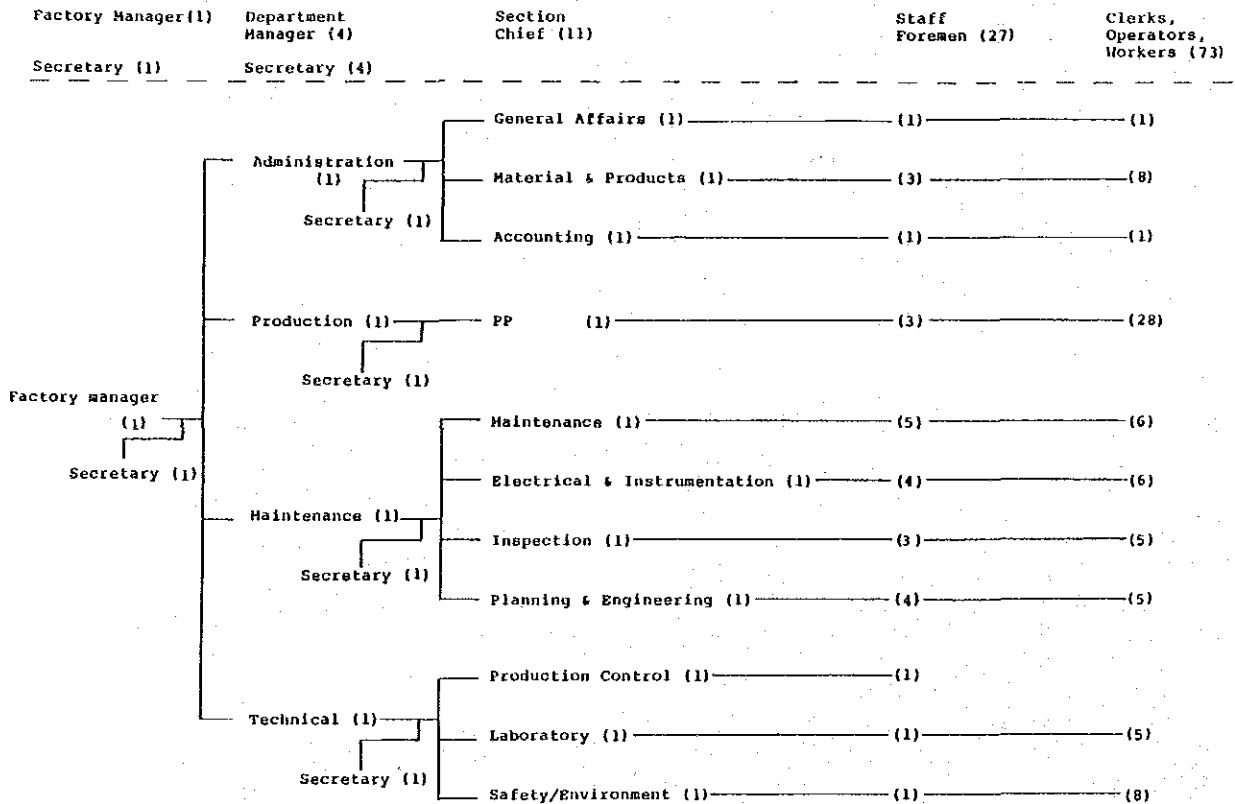 Factory Manager(1) Department Section Staff Clerks,
Manager (4) Chief (11) Foremen (27) Operators,
Workers (73)
Secretary (1) Secretary (4)
General Affairs (1) (1) (1)
Administration
(1) Material & Products (1) (3) (8)
Secretary (1)
Accounting (1) (1) (1)
Production (1) PP (1) (3) (28)
Secretary (1)
Factory manager
(1) Maintenance (1) (5) (6)
Secretary (1)
Electrical & Instrumentation (1) (4) (6)
Maintenance (1)
Inspection (1) (3) (5)
Secretary (1)
Planning & Engineering (1) (4) (5)
Production Control (1) (1)
Technical (1)
Laboratory (1) (1) (5)
Secretary (1)
Safety/Environment (1) (1) (8)